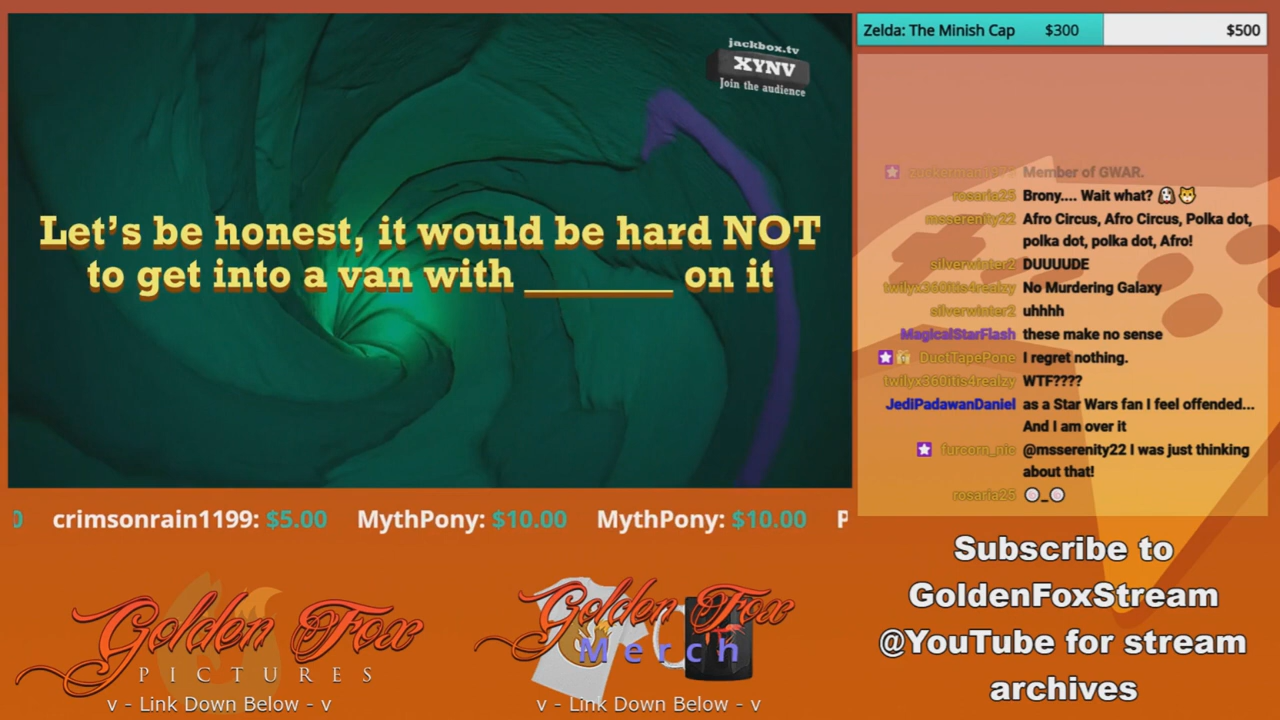 jackbox.tv
XYNV
Join the audience
Let's be honest, it would be hard NOT
to get into a van with ________ on it
0 crimsonrain1199: $5.00 MythPony: $10.00 MythPony: $10.00 P
Golden Fox
PICTURES
v - Link Down Below - v
Golden Fox
Merch
v - Link Down Below - v
Zelda: The Minish Cap $300 $500
Member of GWAR.
rosaria25 Brony.... Wait what?
msserenity22 Afro Circus, Afro Circus, Polka dot,
polka dot, polka dot, Afro!
silverwinter2 DUUUUDE
twilyx360itis4realzy No Murdering Galaxy
silverwinter2 uhhhh
MagicalStarFlash these make no sense
DuctTapePone I regret nothing.
twilyx360itis4realzy WTF????
JediPadawanDaniel as a Star Wars fan I feel offended...
And I am over it
furcorn_nic @msserenity22 I was just thinking
about that!
rosaria25
Subscribe to
GoldenFoxStream
@YouTube for stream
archives